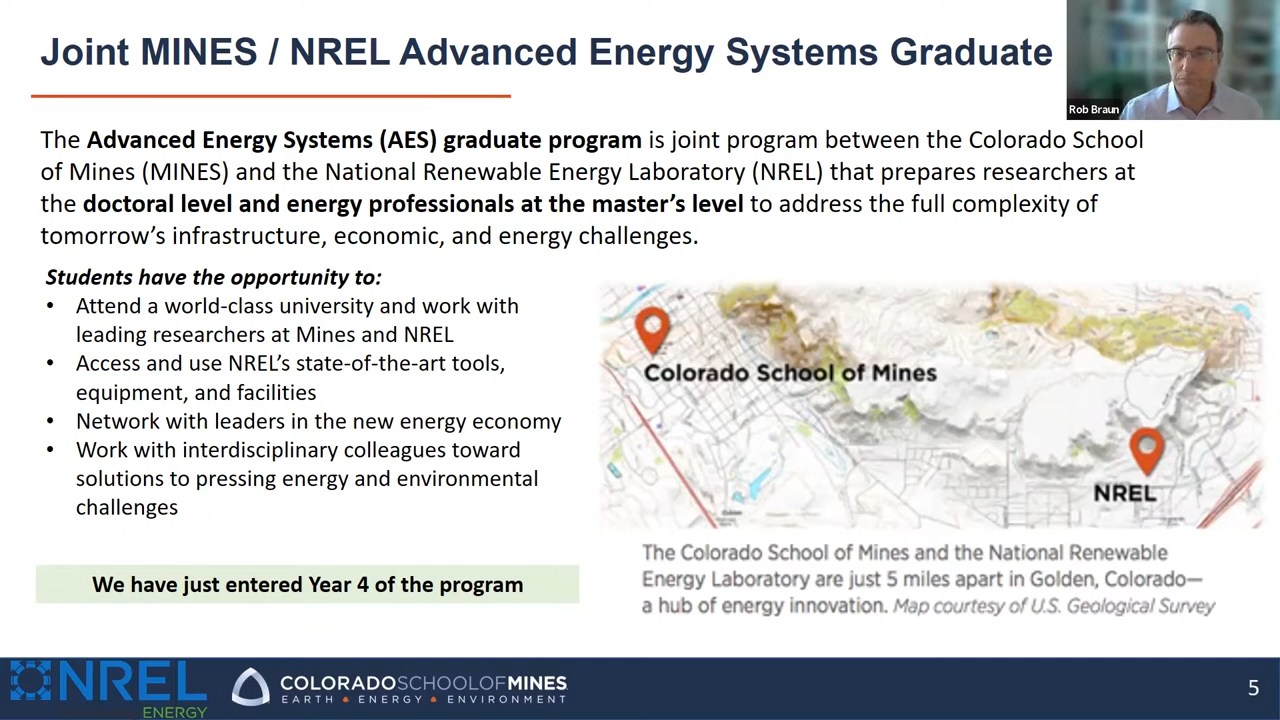 Joint MINES / NREL Advanced Energy Systems Graduate
Rob Braun
The Advanced Energy Systems (AES) graduate program is joint program between the Colorado School
of Mines (MINES) and the National Renewable Energy Laboratory (NREL) that prepares researchers at
the doctoral level and energy professionals at the master’s level to address the full complexity of
tomorrow’s infrastructure, economic, and energy challenges.
Students have the opportunity to:
• Attend a world-class university and work with
leading researchers at Mines and NREL
• Access and use NREL’s state-of-the-art tools,
equipment, and facilities
• Network with leaders in the new energy economy
• Work with interdisciplinary colleagues toward
solutions to pressing energy and environmental
challenges
We have just entered Year 4 of the program
Colorado School of Mines
NREL
The Colorado School of Mines and the National Renewable
Energy Laboratory are just 5 miles apart in Golden, Colorado—
a hub of energy innovation. Map courtesy of U.S. Geological Survey
NREL
ENERGY
COLORADOSCHOOLOFMINES
EARTH • ENERGY • ENVIRONMENT
5